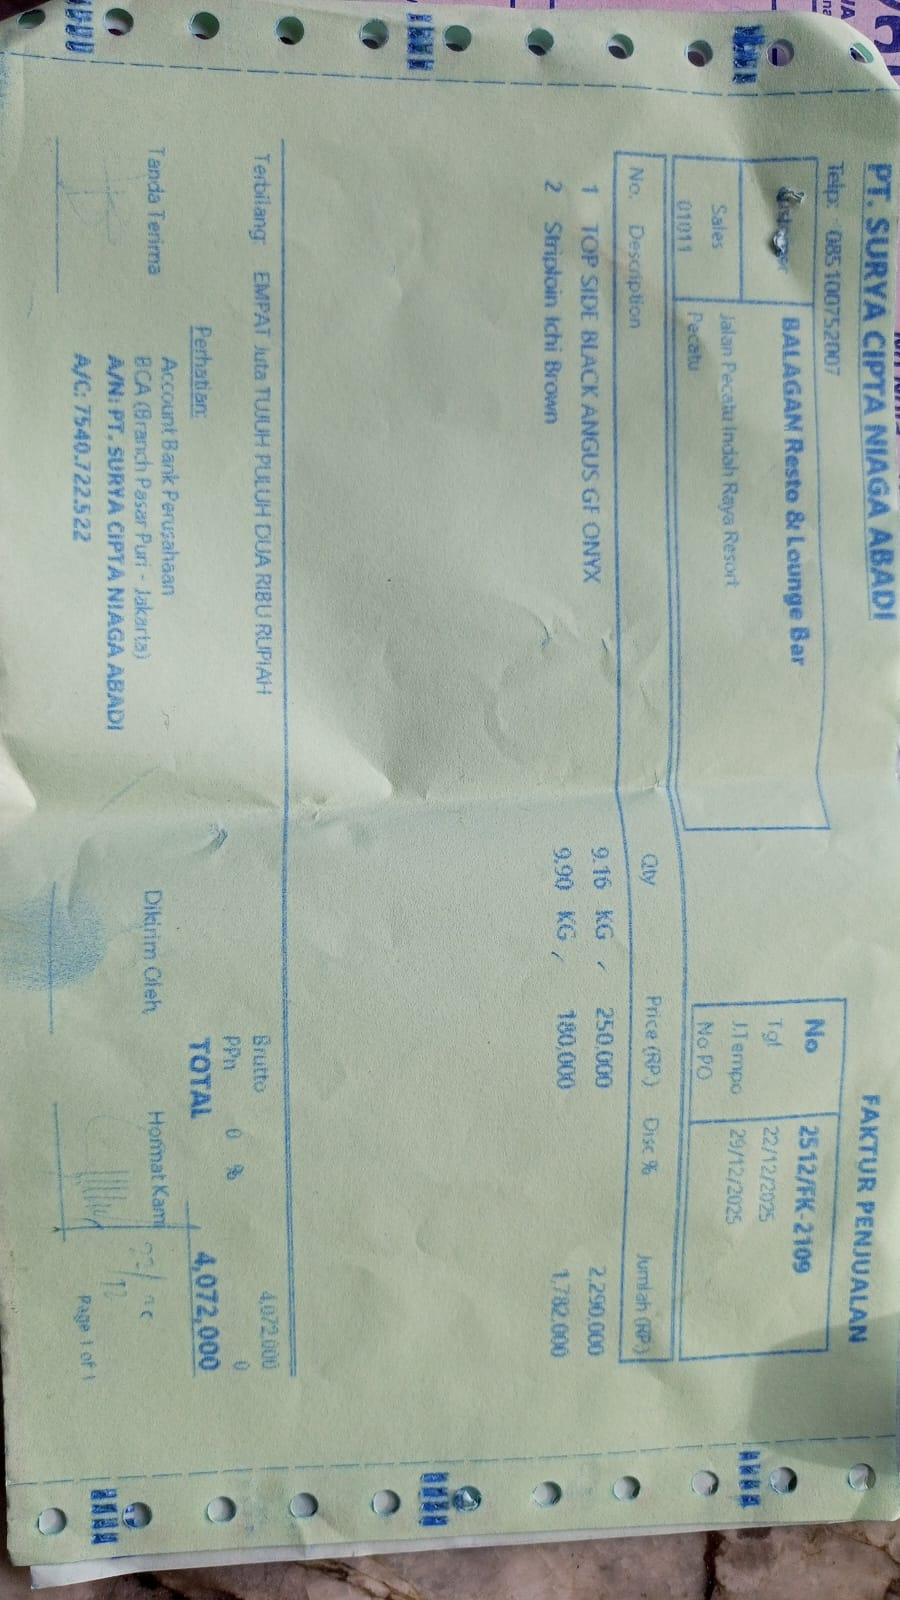 PT. SURYA CIPTA NIAGA ABADI
Telp: 085100752007
FAKTUR PENJUALAN
BALAGAN Resto & Lounge Bar
Jalan Pecatu Indah Raya Resort
Pecatu
Sales
01011
No 2512/FK-2109
Tgl 22/12/2025
J.Tempo 29/12/2025
No PO
No. Description Qty Price (RP.) Disc % Jumlah (RP.)
1 TOP SIDE BLACK ANGUS GF ONYX 9.16 KG 250,000 2,290,000
2 Striploin Ichi Brown 9.90 KG 180,000 1,782,000
Terbilang: EMPAT Juta TUJUH PULUH DUA RIBU RUPIAH
Brutto 4,072,000
PPn 0 % 0
TOTAL 4,072,000
Perhatian:
Account Bank Perusahaan
BCA (Branch Pasar Puri - Jakarta)
A/N: PT. SURYA CIPTA NIAGA ABADI
A/C: 7540.722.522
Tanda Terima
Dikirim Oleh,
Hormat Kami
22/12
Page 1 of 1